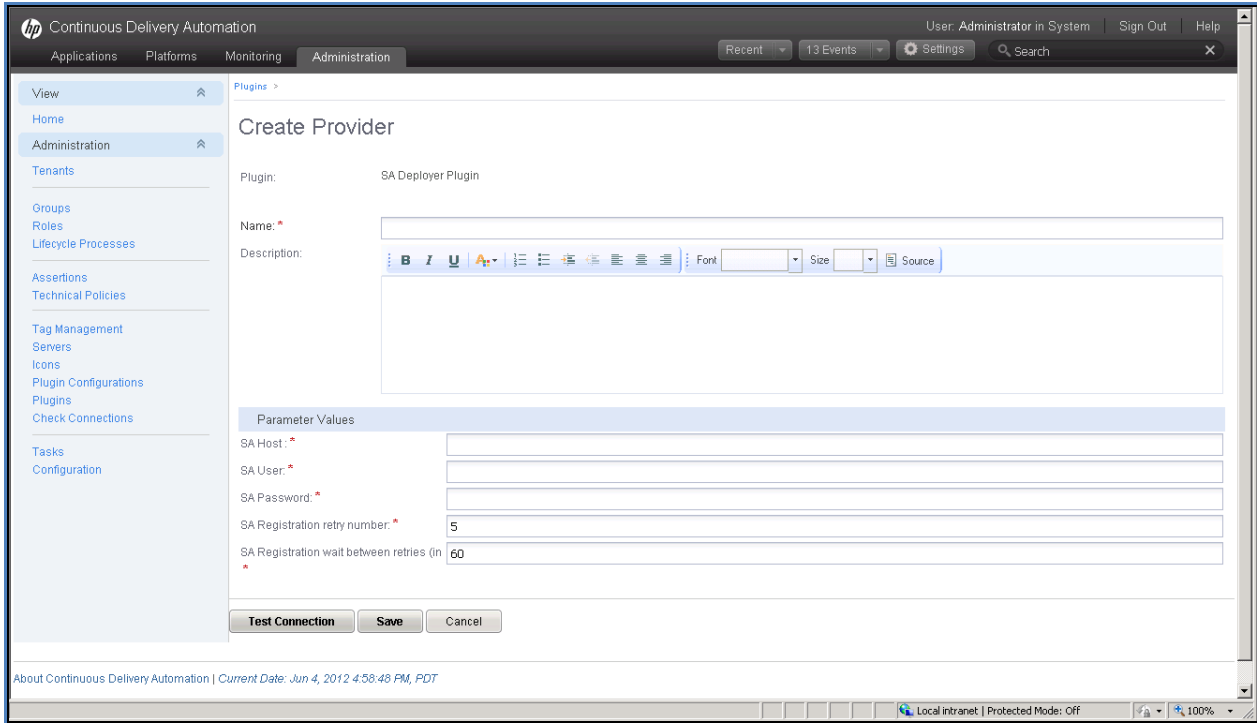 hp Continuous Delivery Automation
User: Administrator in System Sign Out Help
Applications Platforms Monitoring Administration
Recent 13 Events Settings Search
View
Home
Administration
Tenants
Groups
Roles
Lifecycle Processes
Assertions
Technical Policies
Tag Management
Servers
Icons
Plugin Configurations
Plugins
Check Connections
Tasks
Configuration
Plugins >
Create Provider
Plugin: SA Deployer Plugin
Name: *
Description:
B I U A Font Size Source
Parameter Values
SA Host : *
SA User: *
SA Password: *
SA Registration retry number: * 5
SA Registration wait between retries (in 60
*
Test Connection Save Cancel
About Continuous Delivery Automation | Current Date: Jun 4, 2012 4:58:48 PM, PDT
Local intranet | Protected Mode: Off 100%